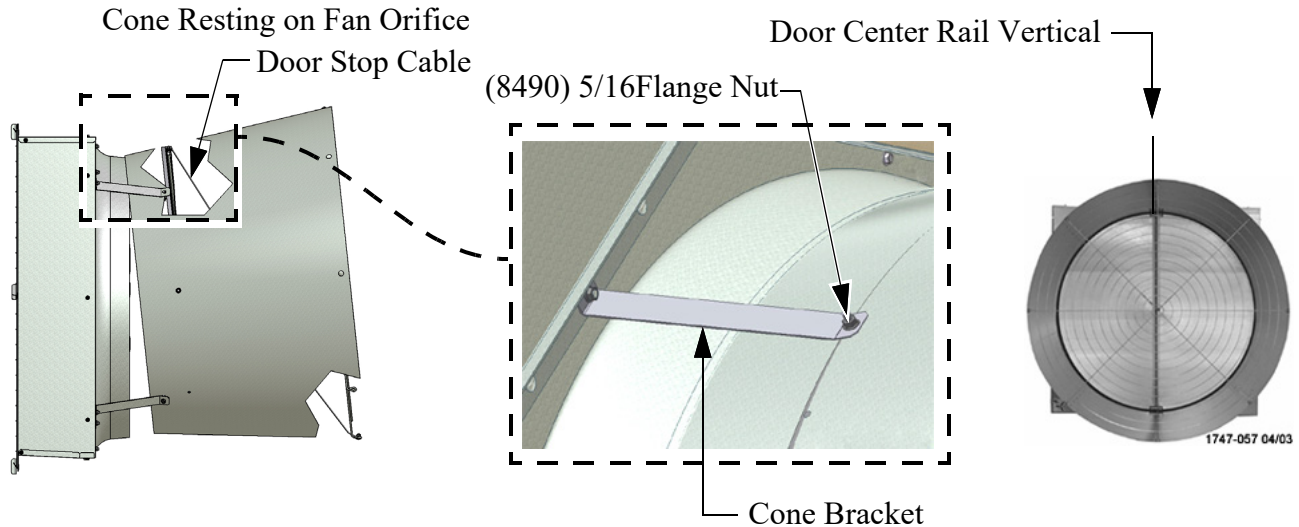 Cone Resting on Fan Orifice
Door Stop Cable
(8490) 5/16Flange Nut
Door Center Rail Vertical
1747-057 04/03
Cone Bracket